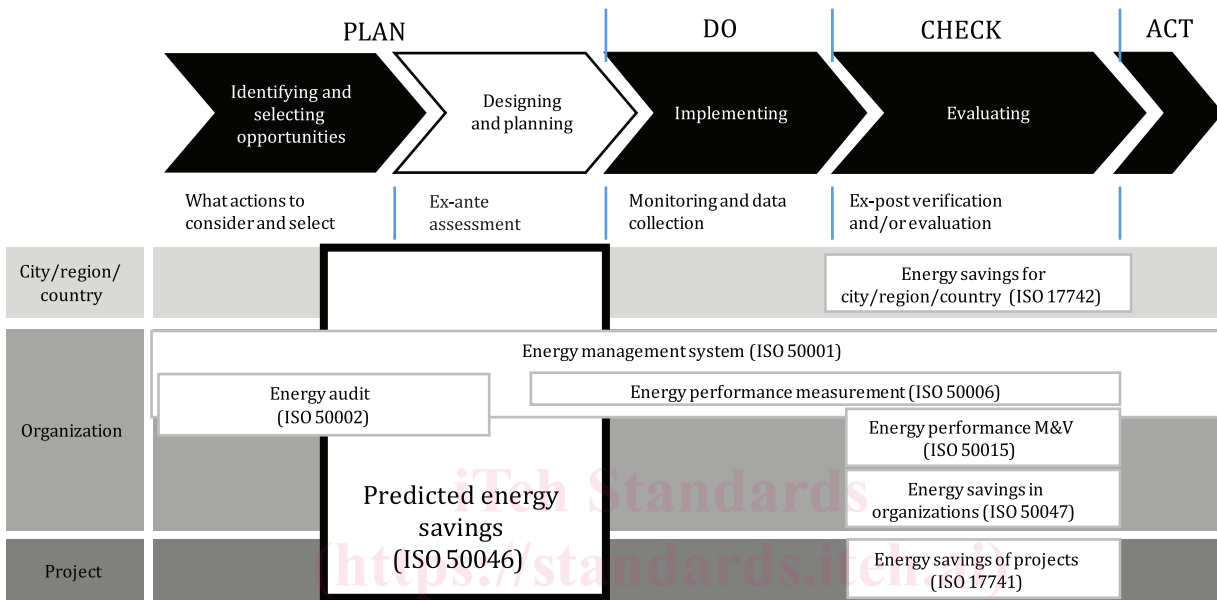 PLAN
DO
CHECK
ACT
Identifying and
selecting
opportunities
Designing
and planning
Implementing
Evaluating
What actions to
consider and select
Ex-ante
assessment
Monitoring and data
collection
Ex-post verification
and/or evaluation
City/region/
country
Energy savings for
city/region/country (ISO 17742)
Organization
Energy management system (ISO 50001)
Energy audit
(ISO 50002)
Energy performance measurement (ISO 50006)
Energy performance M&V
(ISO 50015)
Energy savings in
organizations (ISO 50047)
Predicted energy
savings
(ISO 50046)
Project
Energy savings of projects
(ISO 17741)
iTeh Standards
(https://standards.iteh.ai)